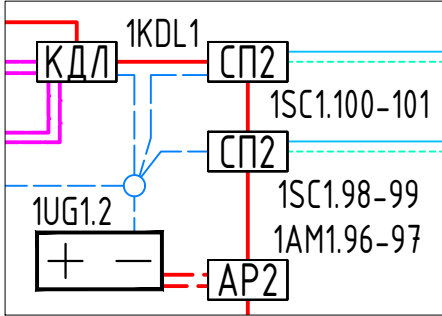 1KDL1
КДЛ
СП2
1SC1.100-101
СП2
1SC1.98-99
1UG1.2
1AM1.96-97
+ −
АР2